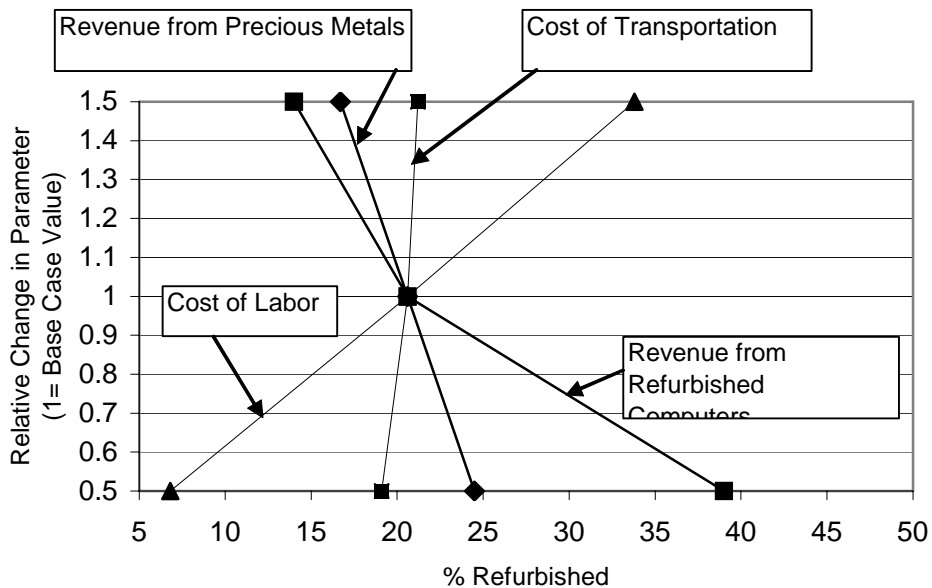 Revenue from Precious Metals
Cost of Transportation
1.5
1.4
1.3
1.2
1.1
1
0.9
0.8
0.7
0.6
0.5
Relative Change in Parameter
(1= Base Case Value)
Cost of Labor
Revenue from
Refurbished
Computers
5 10 15 20 25 30 35 40 45 50
% Refurbished